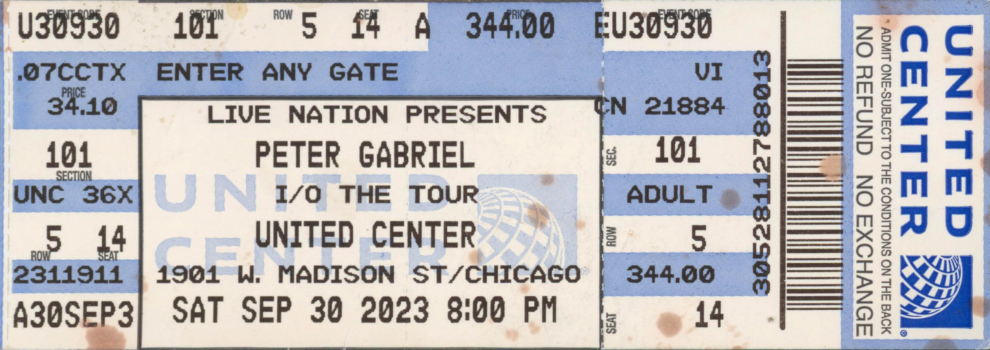 EVENT CODE SECTION ROW SEAT PRICE EVENT CODE
U30930 101 5 14 A 344.00 EU30930
.07CCTX ENTER ANY GATE VI
PRICE
34.10
CN 21884
LIVE NATION PRESENTS
101
SECTION
PETER GABRIEL
SEC. 101
UNC 36X
I/O THE TOUR
ADULT
UNITED
CENTER
5 14
ROW SEAT
UNITED CENTER
ROW 5
2311911
1901 W. MADISON ST/CHICAGO
344.00
A30SEP3
SAT SEP 30 2023 8:00 PM
SEAT 14
30528112788013
NO REFUND NO EXCHANGE
ADMIT ONE-SUBJECT TO THE CONDITIONS ON THE BACK
UNITED
CENTER